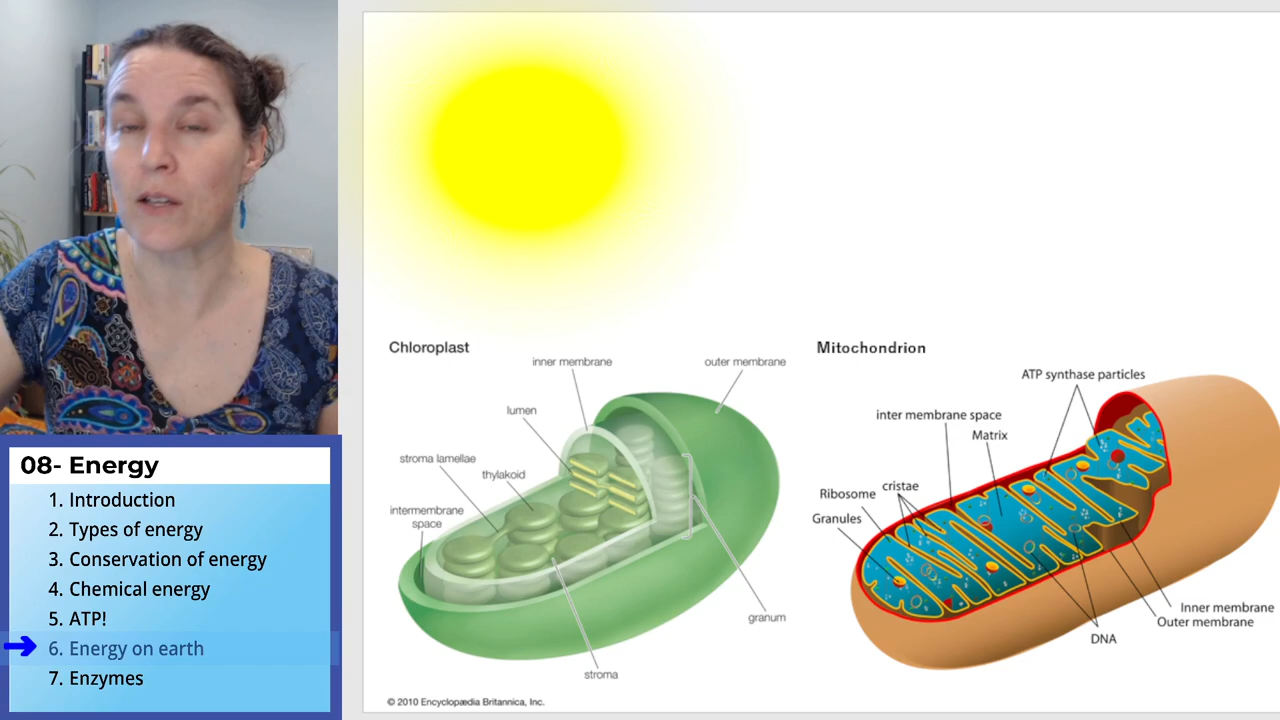 08- Energy
1. Introduction
2. Types of energy
3. Conservation of energy
4. Chemical energy
5. ATP!
6. Energy on earth
7. Enzymes
Chloroplast
inner membrane
outer membrane
lumen
stroma lamellae
thylakoid
intermembrane
space
granum
stroma
© 2010 Encyclopædia Britannica, Inc.
Mitochondrion
ATP synthase particles
inter membrane space
Matrix
cristae
Ribosome
Granules
Inner membrane
Outer membrane
DNA